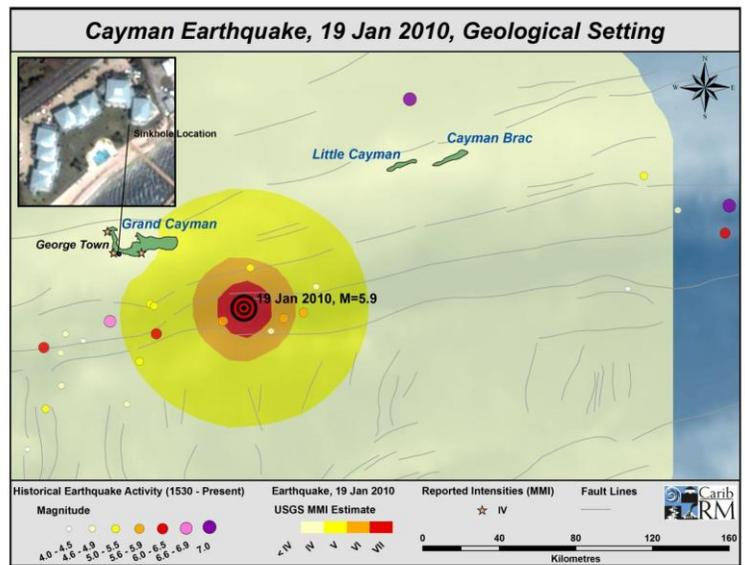 Cayman Earthquake, 19 Jan 2010, Geological Setting
N
W E
S
Sinkhole Location
Cayman Brac
Little Cayman
Grand Cayman
George Town
19 Jan 2010, M=5.9
Historical Earthquake Activity (1530 - Present)
Magnitude
4.0 - 4.5
4.6 - 4.9
5.0 - 5.5
5.6 - 5.9
6.0 - 6.5
6.6 - 6.9
7.0
Earthquake, 19 Jan 2010
USGS MMI Estimate
< IV
IV
V
VI
VII
Reported Intensities (MMI)
IV
Fault Lines
0 40 80 120 160
Kilometres
Carib
RM